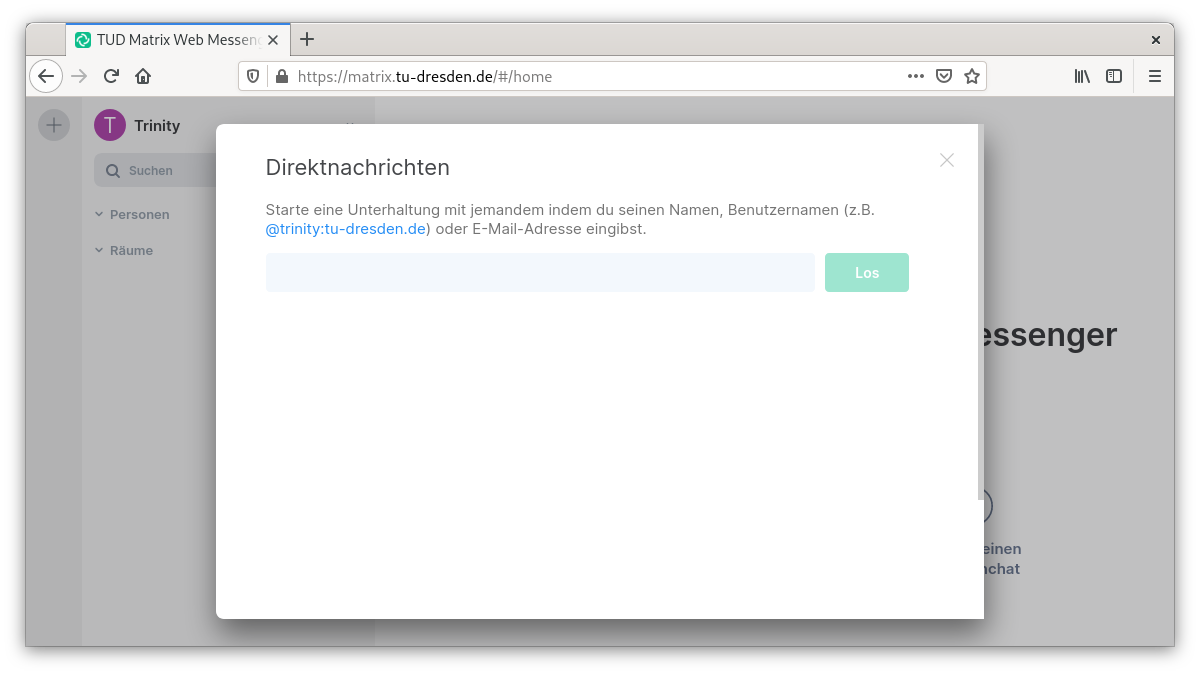 TUD Matrix Web Messeng
https://matrix.tu-dresden.de/#/home
T Trinity
Suchen
Personen
Räume
Direktnachrichten
Starte eine Unterhaltung mit jemandem indem du seinen Namen, Benutzernamen (z.B.
@trinity:tu-dresden.de) oder E-Mail-Adresse eingibst.
Los
essenger
einen
nchat